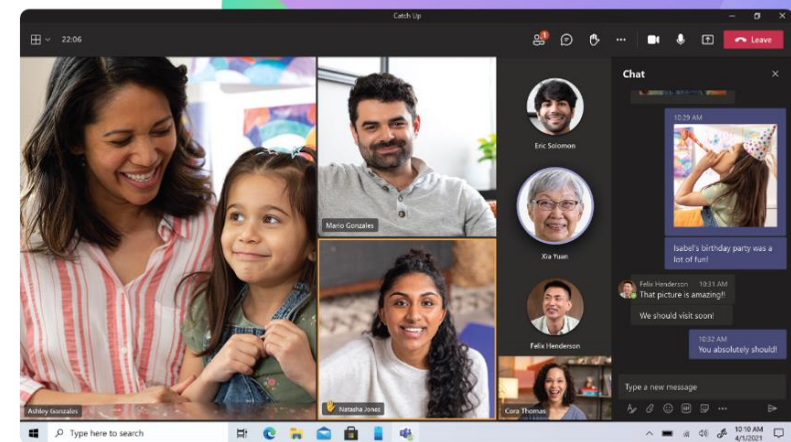 Catch Up
22:06
1
Leave
Mario Gonzales
Ashley Gonzales
Natasha Jones
Eric Solomon
Xia Yuan
Felix Henderson
Cora Thomas
Chat
10:29 AM
Isabel's birthday party was a
lot of fun!
Felix Henderson 10:31 AM
That picture is amazing!!
We should visit soon!
10:32 AM
You absolutely should!
Type a new message
GIF
Type here to search
10:10 AM
4/1/2021